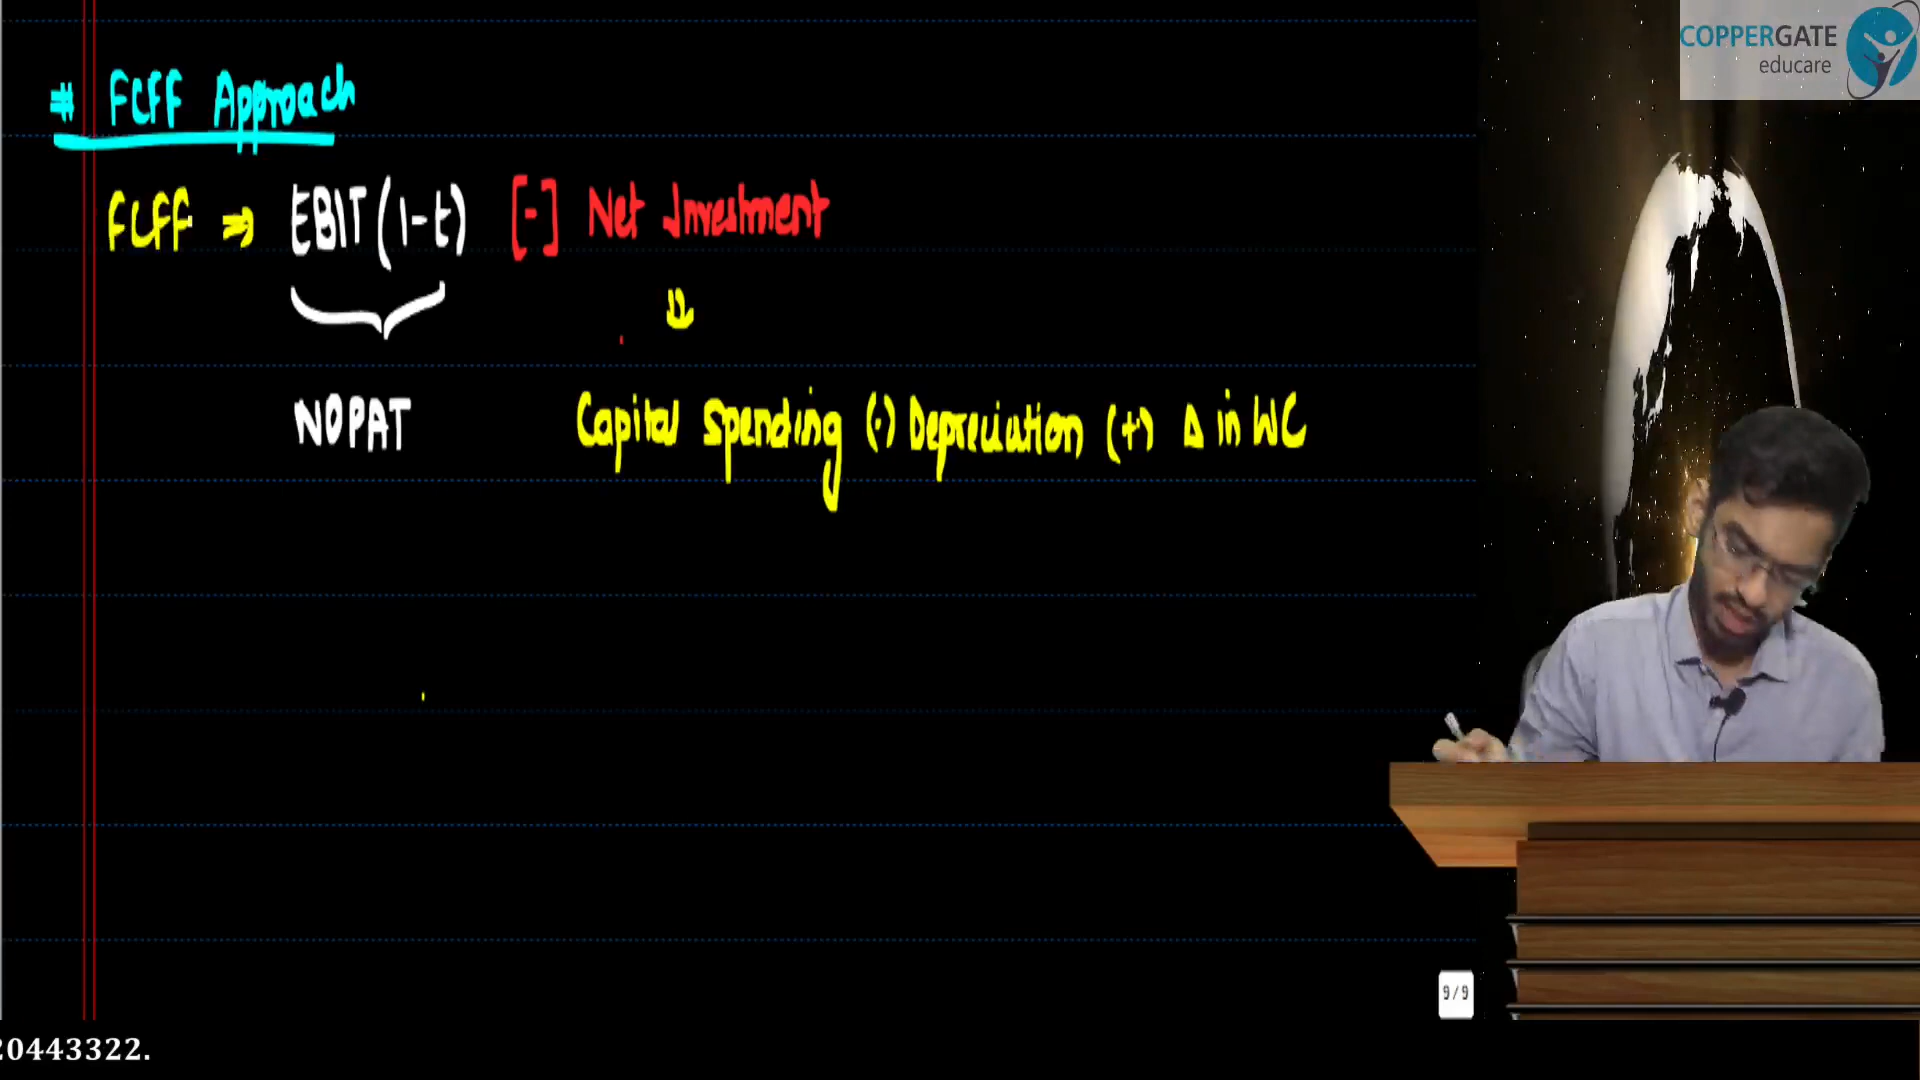 COPPERGATE
educare
# FCFF Approach
FCFF ⇒ EBIT(1-t) [-] Net Investment
⇓
NOPAT Capital Spending (-) Depreciation (+) Δ in WC
9/9
20443322.